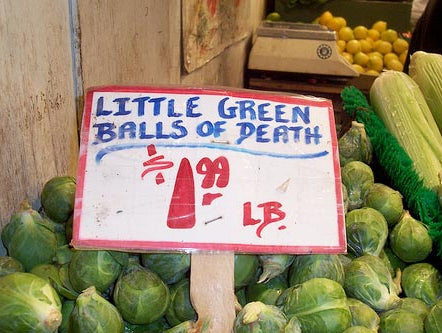 LITTLE GREEN
BALLS OF DEATH
$1.99
LB.